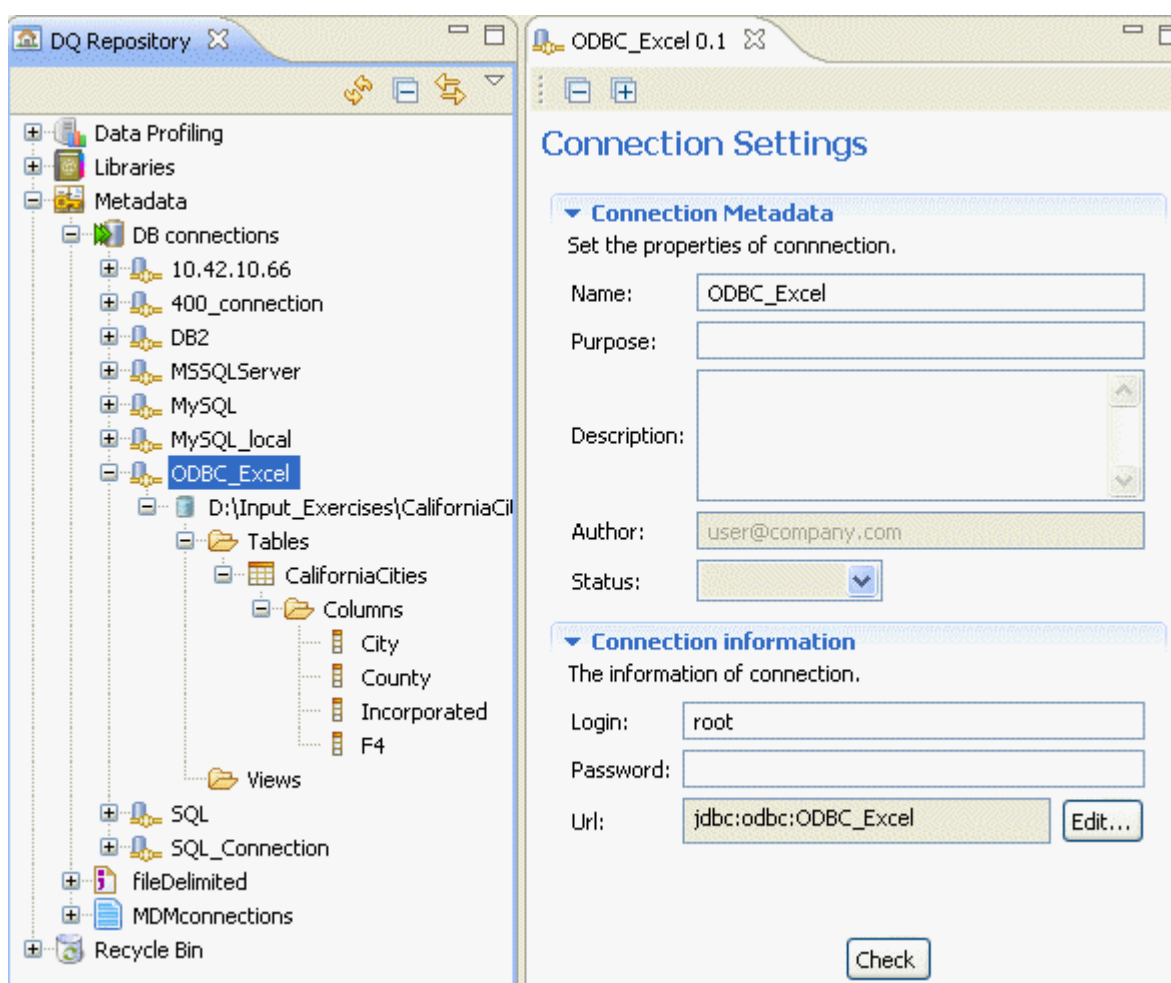 DQ Repository
Data Profiling
Libraries
Metadata
DB connections
10.42.10.66
400_connection
DB2
MSSQLServer
MySQL
MySQL_local
ODBC_Excel
D:\Input_Exercises\CaliforniaCit
Tables
CaliforniaCities
Columns
City
County
Incorporated
F4
Views
SQL
SQL_Connection
fileDelimited
MDMconnections
Recycle Bin
ODBC_Excel 0.1
Connection Settings
Connection Metadata
Set the properties of connnection.
Name: ODBC_Excel
Purpose:
Description:
Author: user@company.com
Status:
Connection information
The information of connection.
Login: root
Password:
Url: jdbc:odbc:ODBC_Excel Edit...
Check